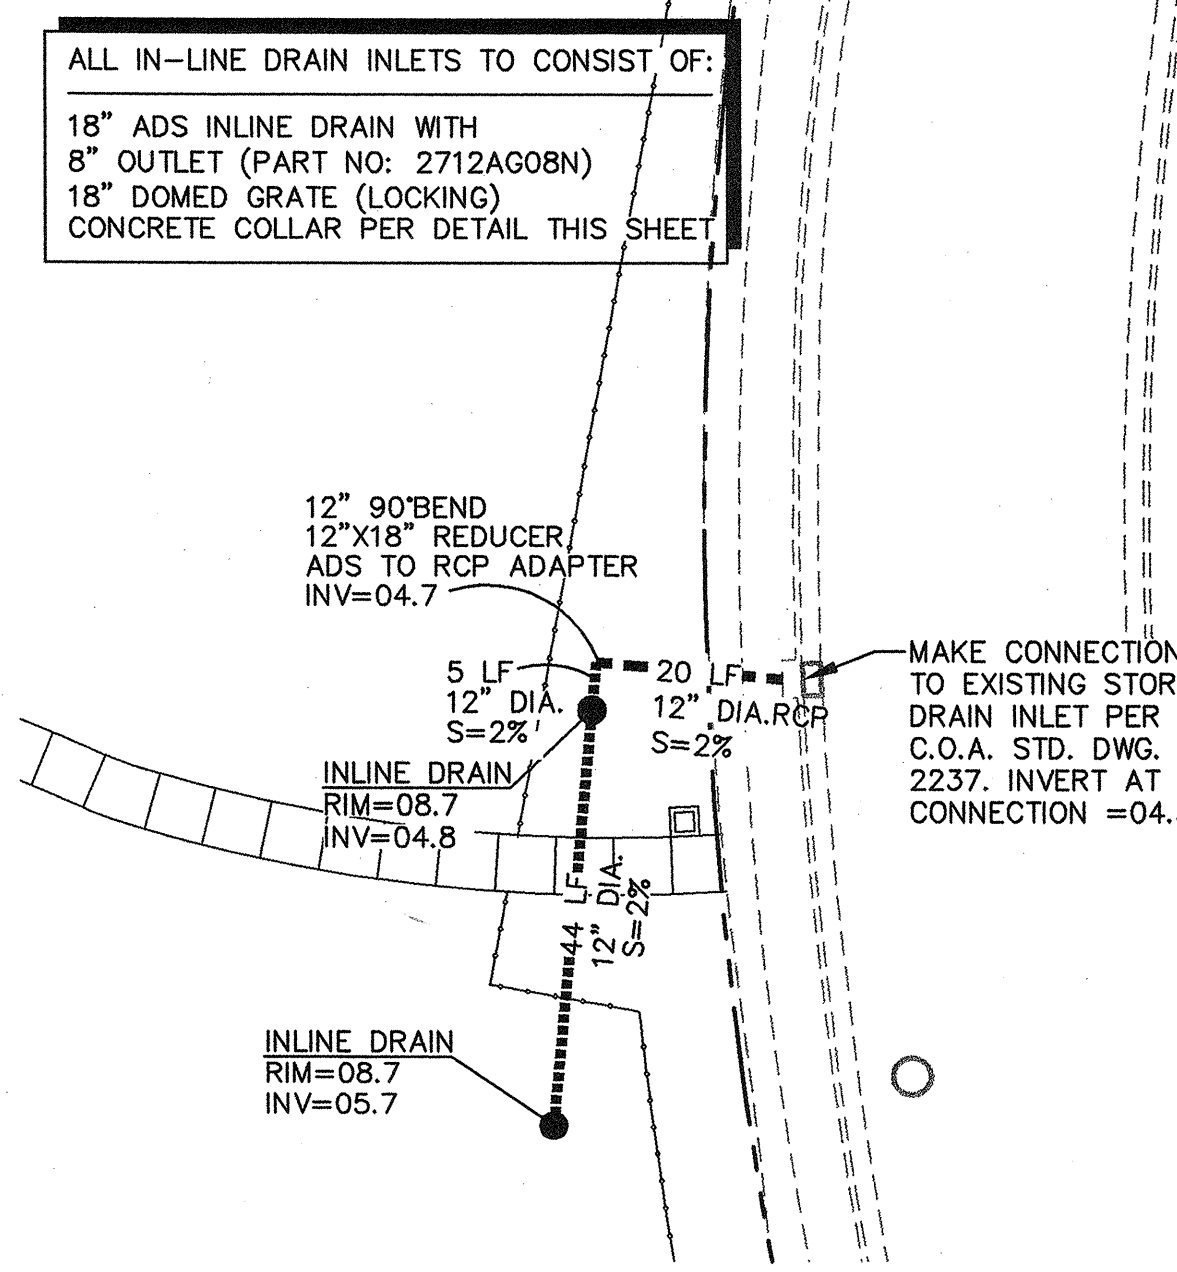 ALL IN-LINE DRAIN INLETS TO CONSIST OF:
18" ADS INLINE DRAIN WITH
8" OUTLET (PART NO: 2712AG08N)
18" DOMED GRATE (LOCKING)
CONCRETE COLLAR PER DETAIL THIS SHEET
12" 90° BEND
12"X18" REDUCER
ADS TO RCP ADAPTER
INV=04.7
5 LF
12" DIA.
S=2%
20 LF
12" DIA.RCP
S=2%
MAKE CONNECTION
TO EXISTING STOR
DRAIN INLET PER
C.O.A. STD. DWG.
2237. INVERT AT
CONNECTION =04.
INLINE DRAIN
RIM=08.7
INV=04.8
44 LF
12" DIA.
S=2%
INLINE DRAIN
RIM=08.7
INV=05.7